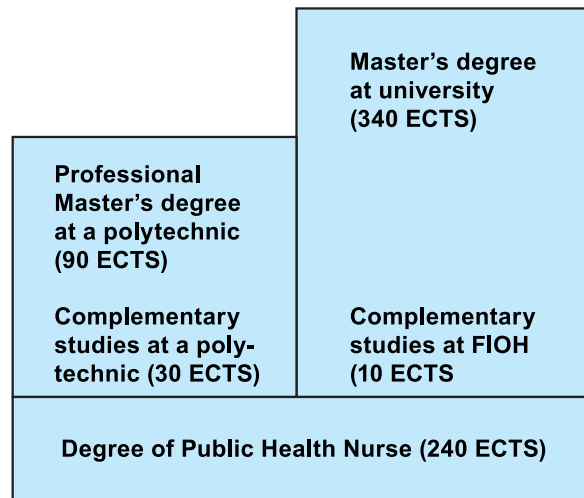 Master's degree
at university
(340 ECTS)
Professional
Master's degree
at a polytechnic
(90 ECTS)
Complementary
studies at a poly-
technic (30 ECTS)
Complementary
studies at FIOH
(10 ECTS
Degree of Public Health Nurse (240 ECTS)